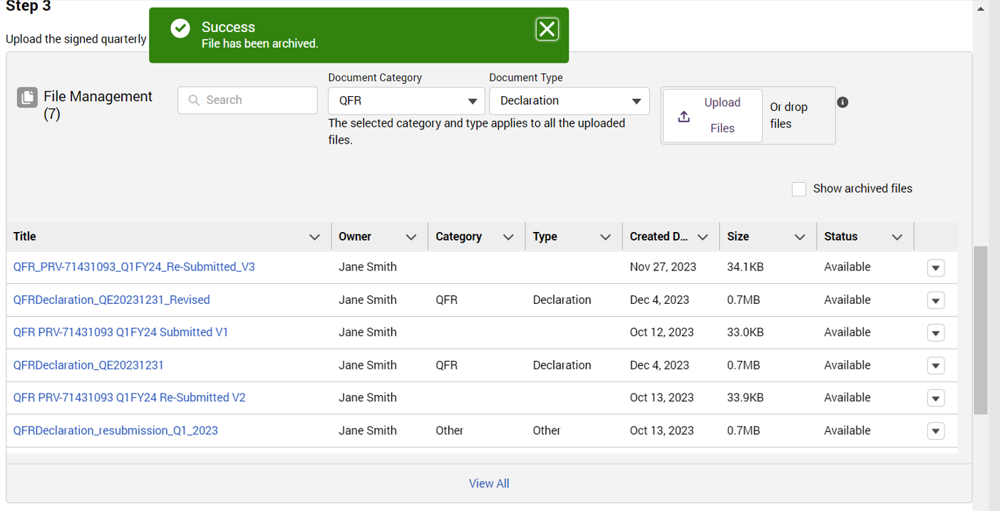 Step 3
Success
File has been archived.
Upload the signed quarterly
File Management
(7)
Search
Document Category
QFR
Document Type
Declaration
The selected category and type applies to all the uploaded
files.
Upload
Files
Or drop
files
Show archived files
Title Owner Category Type Created D... Size Status
QFR_PRV-71431093_Q1FY24_Re-Submitted_V3 Jane Smith Nov 27, 2023 34.1KB Available
QFRDeclaration_QE20231231_Revised Jane Smith QFR Declaration Dec 4, 2023 0.7MB Available
QFR PRV-71431093 Q1FY24 Submitted V1 Jane Smith Oct 12, 2023 33.0KB Available
QFRDeclaration_QE20231231 Jane Smith QFR Declaration Dec 4, 2023 0.7MB Available
QFR PRV-71431093 Q1FY24 Re-Submitted V2 Jane Smith Oct 13, 2023 33.9KB Available
QFRDeclaration_resubmission_Q1_2023 Jane Smith Other Other Oct 13, 2023 0.7MB Available
View All